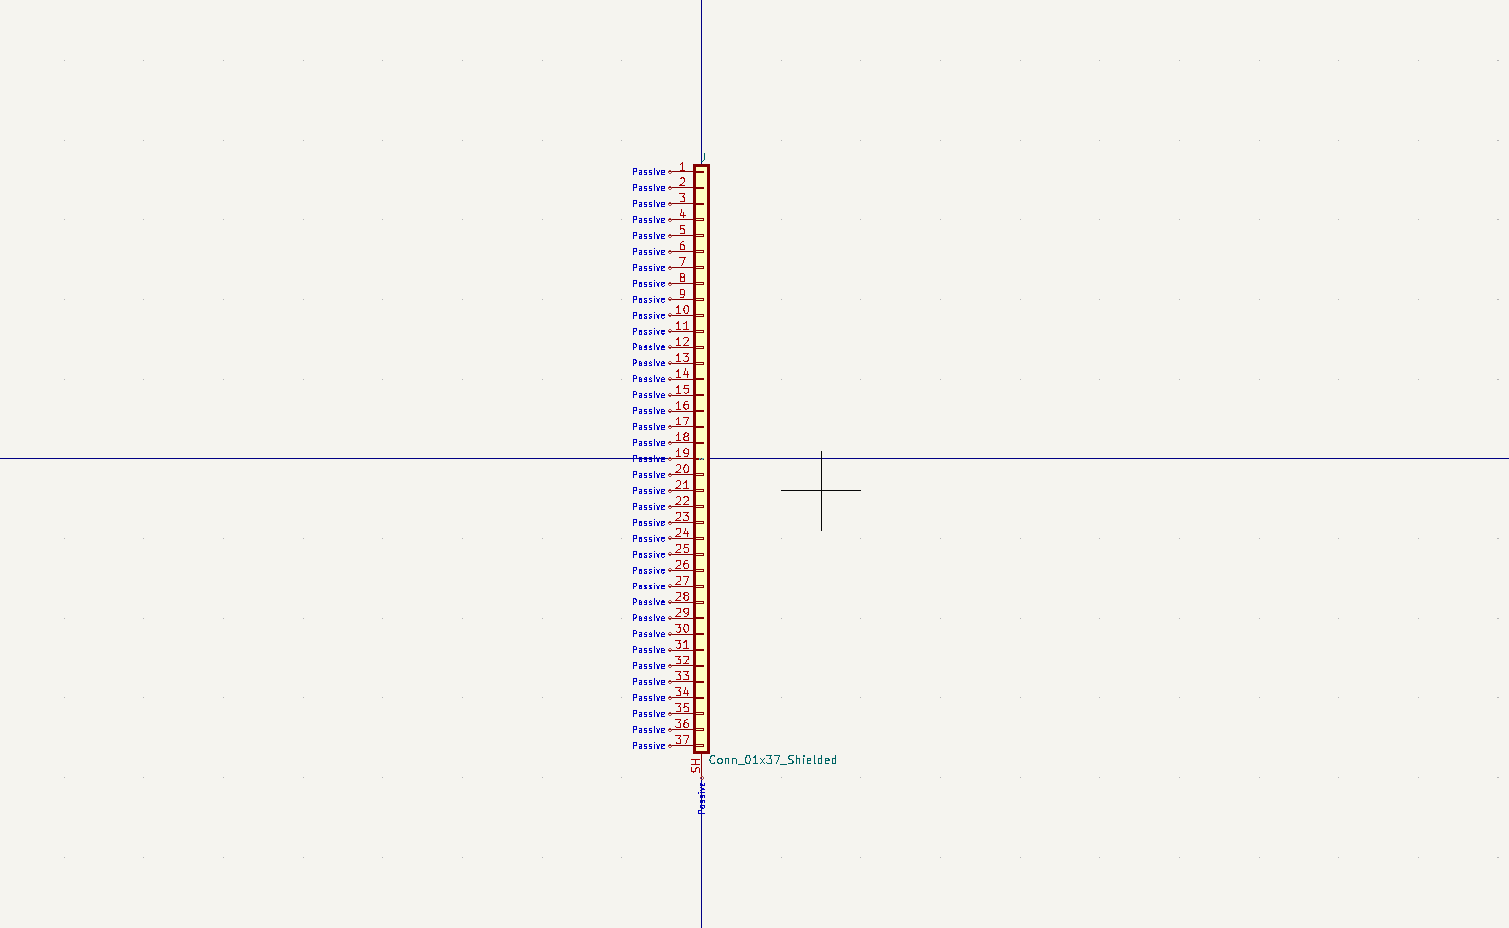 J
Passive 1
Passive 2
Passive 3
Passive 4
Passive 5
Passive 6
Passive 7
Passive 8
Passive 9
Passive 10
Passive 11
Passive 12
Passive 13
Passive 14
Passive 15
Passive 16
Passive 17
Passive 18
Passive 19
Passive 20
Passive 21
Passive 22
Passive 23
Passive 24
Passive 25
Passive 26
Passive 27
Passive 28
Passive 29
Passive 30
Passive 31
Passive 32
Passive 33
Passive 34
Passive 35
Passive 36
Passive 37
Conn_01x37_Shielded
SH
Passive